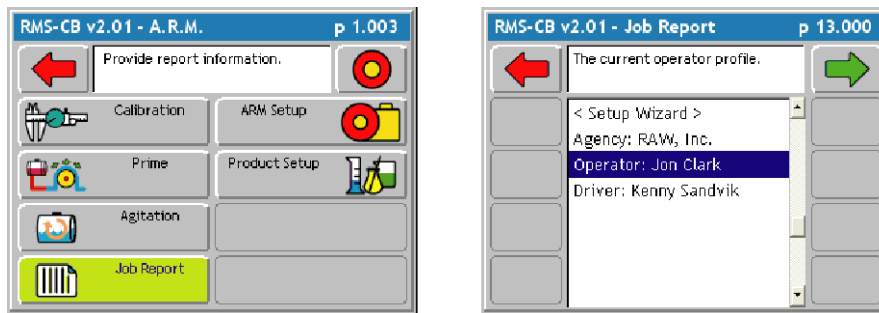 RMS-CB v2.01 - A.R.M. p 1.003
Provide report information.
Calibration ARM Setup
Prime Product Setup
Agitation
Job Report
RMS-CB v2.01 - Job Report p 13.000
The current operator profile.
< Setup Wizard >
Agency: RAW, Inc.
Operator: Jon Clark
Driver: Kenny Sandvik